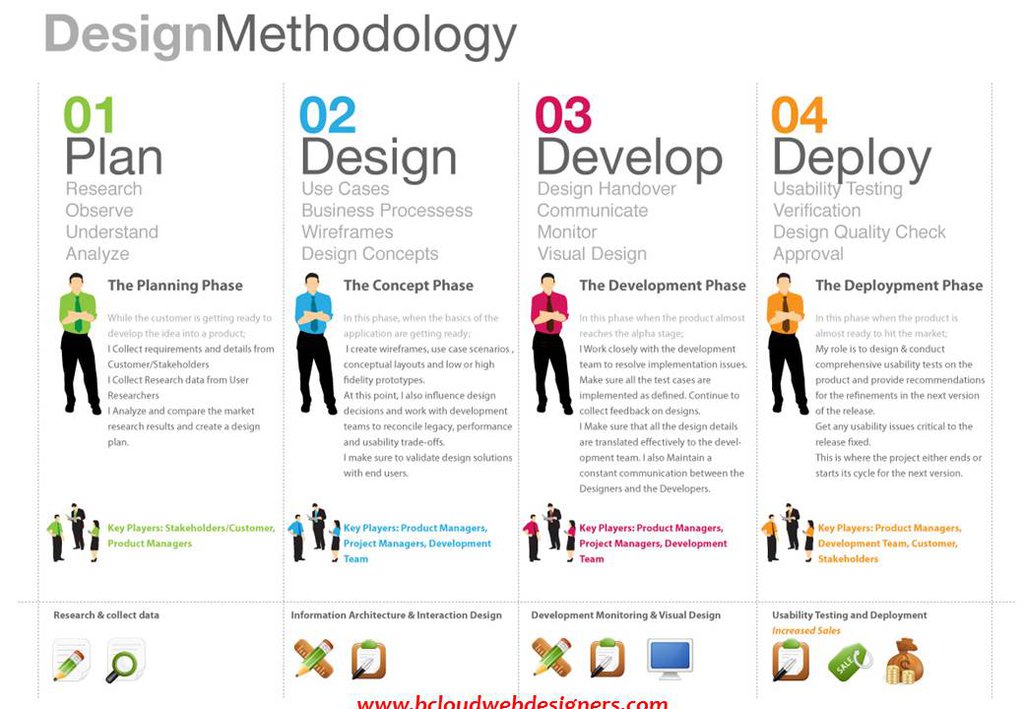 DesignMethodology
01
Plan
Research
Observe
Understand
Analyze
The Planning Phase
While the customer is getting ready to
develop the idea into a product;
I Collect requirements and details from
Customer/Stakeholders
I Collect Research data from User
Researchers
I Analyze and compare the market
research results and create a design
plan.
Key Players: Stakeholders/Customer,
Product Managers
Research & collect data
02
Design
Use Cases
Business Processess
Wireframes
Design Concepts
The Concept Phase
In this phase, when the basics of the
application are getting ready;
I create wireframes, use case scenarios ,
conceptual layouts and low or high
fidelity prototypes.
At this point, I also influence design
decisions and work with development
teams to reconcile legacy, performance
and usability trade-offs.
I make sure to validate design solutions
with end users.
Key Players: Product Managers,
Project Managers, Development
Team
Information Architecture & Interaction Design
03
Develop
Design Handover
Communicate
Monitor
Visual Design
The Development Phase
In this phase when the product almost
reaches the alpha stage;
I Work closely with the development
team to resolve implementation issues.
Make sure all the test cases are
implemented as defined. Continue to
collect feedback on designs.
I Make sure that all the design details
are translated effectively to the devel-
opment team. I also Maintain a
constant communication between the
Designers and the Developers.
Key Players: Product Managers,
Project Managers, Development
Team
Development Monitoring & Visual Design
04
Deploy
Usability Testing
Verification
Design Quality Check
Approval
The Deploypment Phase
In this phase when the product is
almost ready to hit the market;
My role is to design & conduct
comprehensive usability tests on the
product and provide recommendations
for the refinements in the next version
of the release.
Get any usability issues critical to the
release fixed.
This is where the project either ends or
starts its cycle for the next version.
Key Players: Product Managers,
Development Team, Customer,
Stakeholders
Usability Testing and Deployment
Increased Sales
SALE
www.bcloudwebdesigners.com